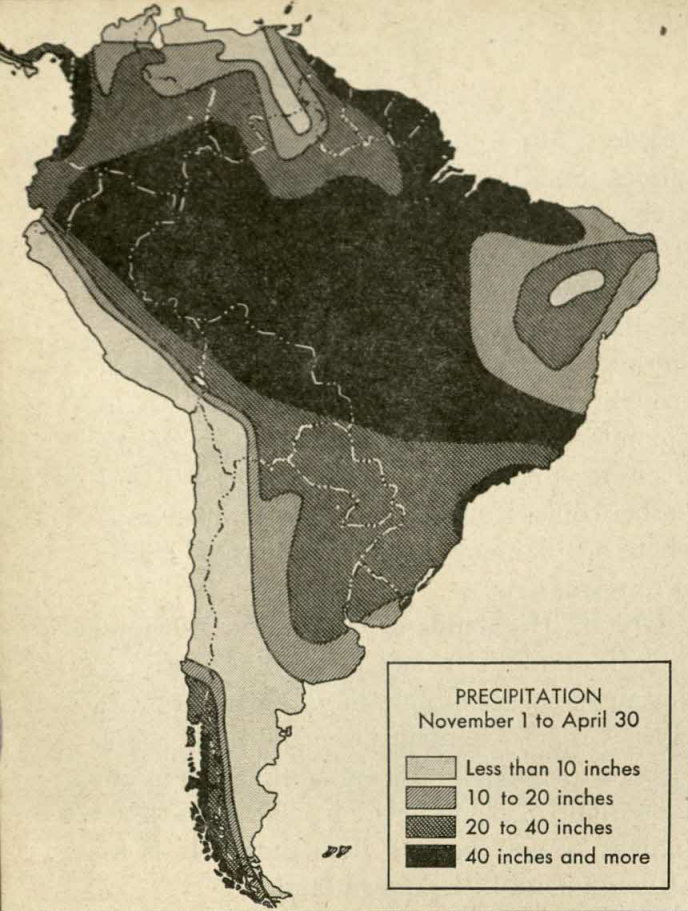 PRECIPITATION
November 1 to April 30
Less than 10 inches
10 to 20 inches
20 to 40 inches
40 inches and more